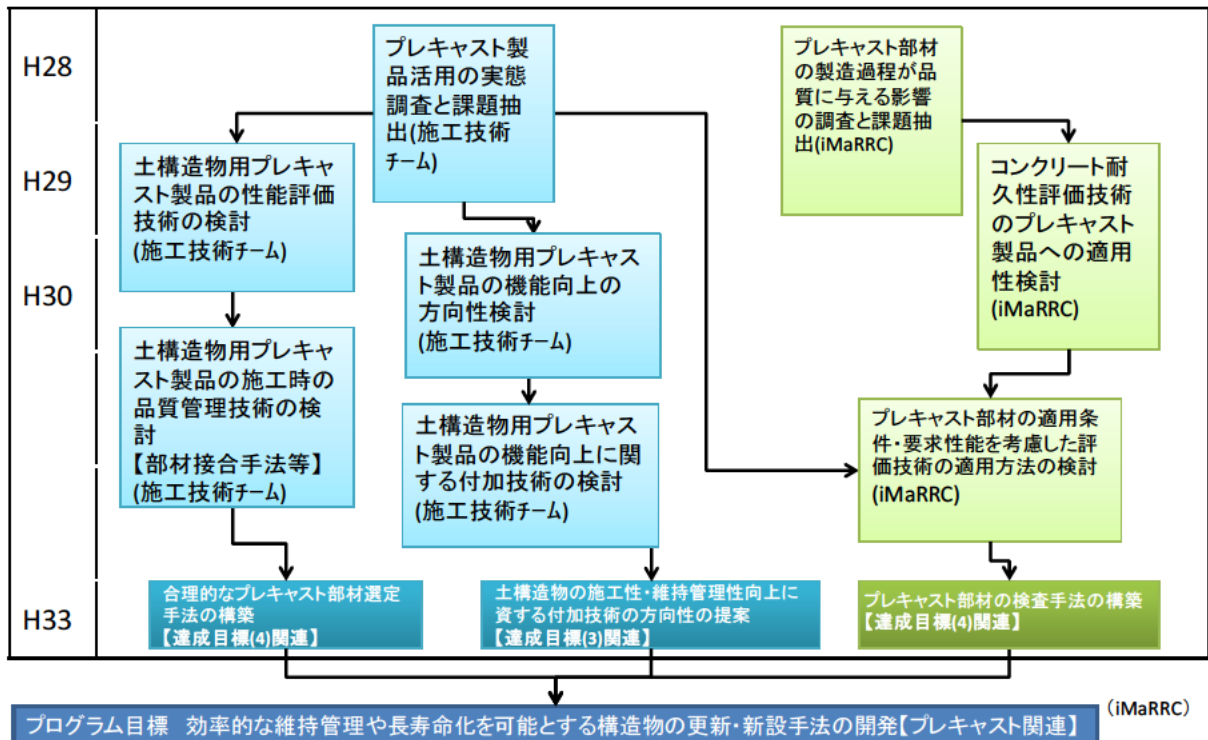 H28
プレキャスト製
品活用の実態
調査と課題抽
出(施工技術
チーム)
プレキャスト部材
の製造過程が品
質に与える影響
の調査と課題抽
出(iMaRRC)
H29
土構造物用プレキャ
スト製品の性能評価
技術の検討
(施工技術チーム)
コンクリート耐
久性評価技術
のプレキャスト
製品への適用
性検討
(iMaRRC)
H30
土構造物用プレキャス
ト製品の機能向上の
方向性検討
(施工技術チーム)
土構造物用プレキャ
スト製品の施工時の
品質管理技術の検
討
【部材接合手法等】
(施工技術チーム)
土構造物用プレキャス
ト製品の機能向上に関
する付加技術の検討
(施工技術チーム)
プレキャスト部材の適用条
件・要求性能を考慮した評
価技術の適用方法の検討
(iMaRRC)
H33
合理的なプレキャスト部材選定
手法の構築
【達成目標(4)関連】
土構造物の施工性・維持管理性向上に
資する付加技術の方向性の提案
【達成目標(3)関連】
プレキャスト部材の検査手法の構築
【達成目標(4)関連】
プログラム目標 効率的な維持管理や長寿命化を可能とする構造物の更新・新設手法の開発【プレキャスト関連】
(iMaRRC)